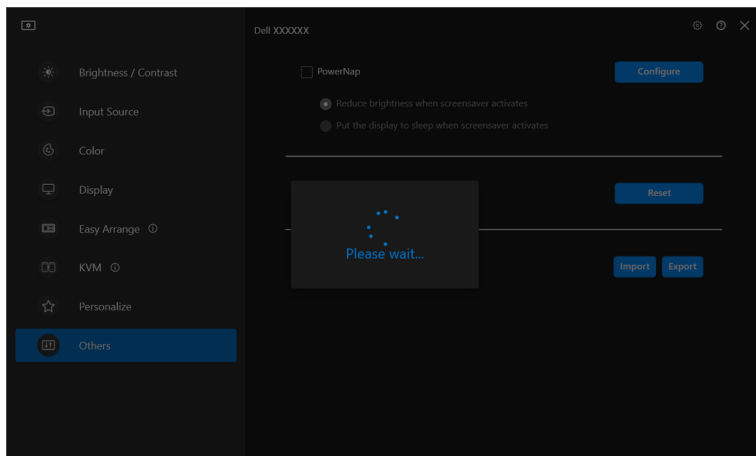 Dell XXXXXX
Brightness / Contrast
Input Source
Color
Display
Easy Arrange
KVM
Personalize
Others
PowerNap
Configure
Reduce brightness when screensaver activates
Put the display to sleep when screensaver activates
Reset
Please wait...
Import Export